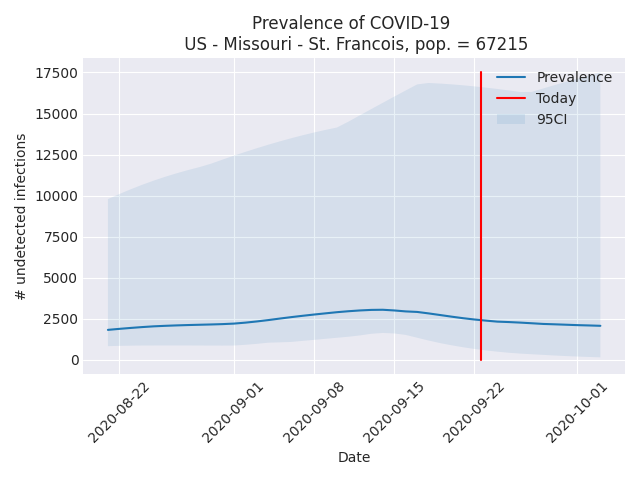 Prevalence of COVID-19
US - Missouri - St. Francois, pop. = 67215
17500
15000
12500
10000
7500
5000
2500
0
# undetected infections
Prevalence
Today
95CI
2020-08-22
2020-09-01
2020-09-08
2020-09-15
2020-09-22
2020-10-01
Date